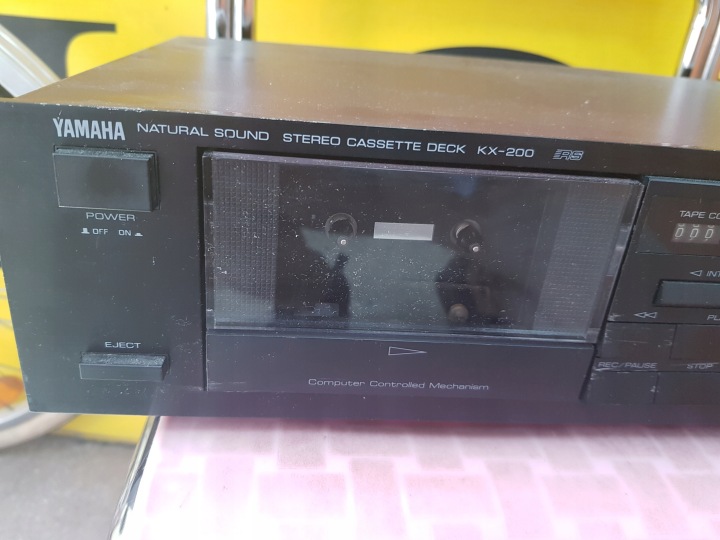 YAMAHA NATURAL SOUND STEREO CASSETTE DECK KX-200 RS
POWER
OFF ON
EJECT
Computer Controlled Mechanism
TAPE
REC/PAUSE STOP